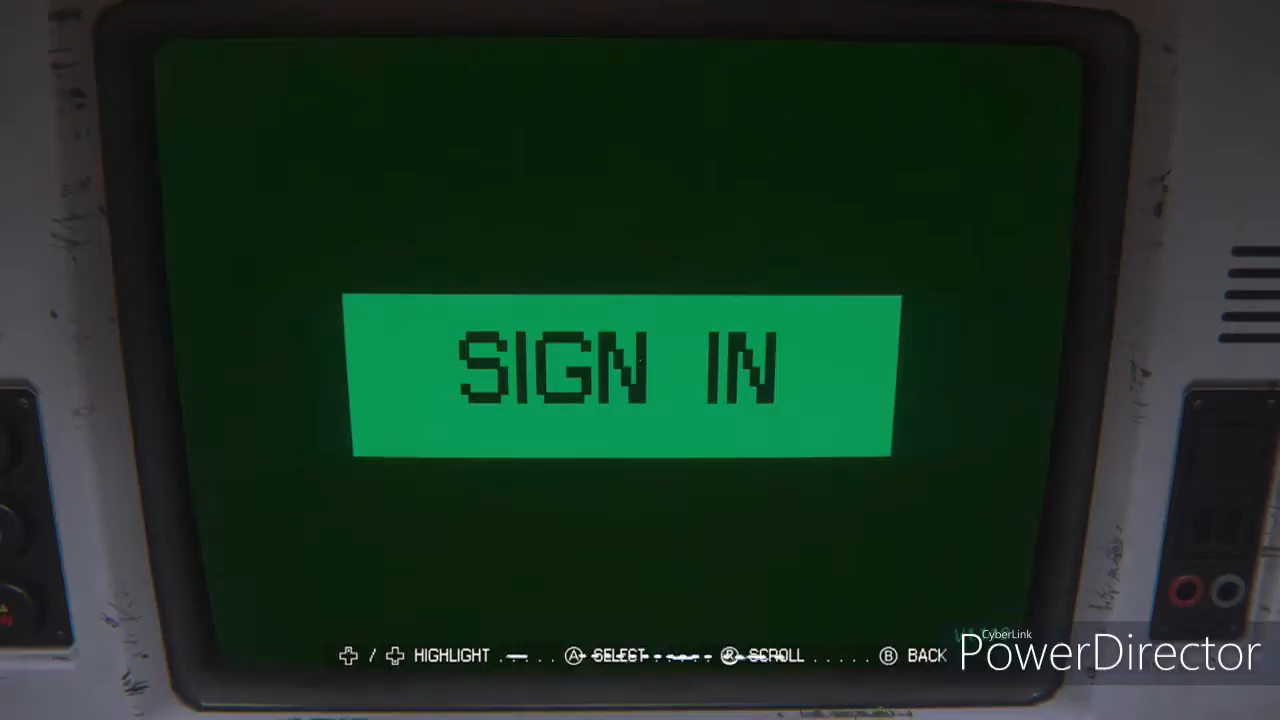 SIGN IN
CyberLink
/ HIGHLIGHT ...... A SELECT R SCROLL ...... B BACK
PowerDirector